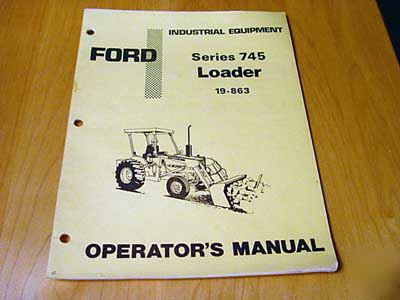 INDUSTRIAL EQUIPMENT
FORD
Series 745
Loader
19-863
OPERATOR'S MANUAL